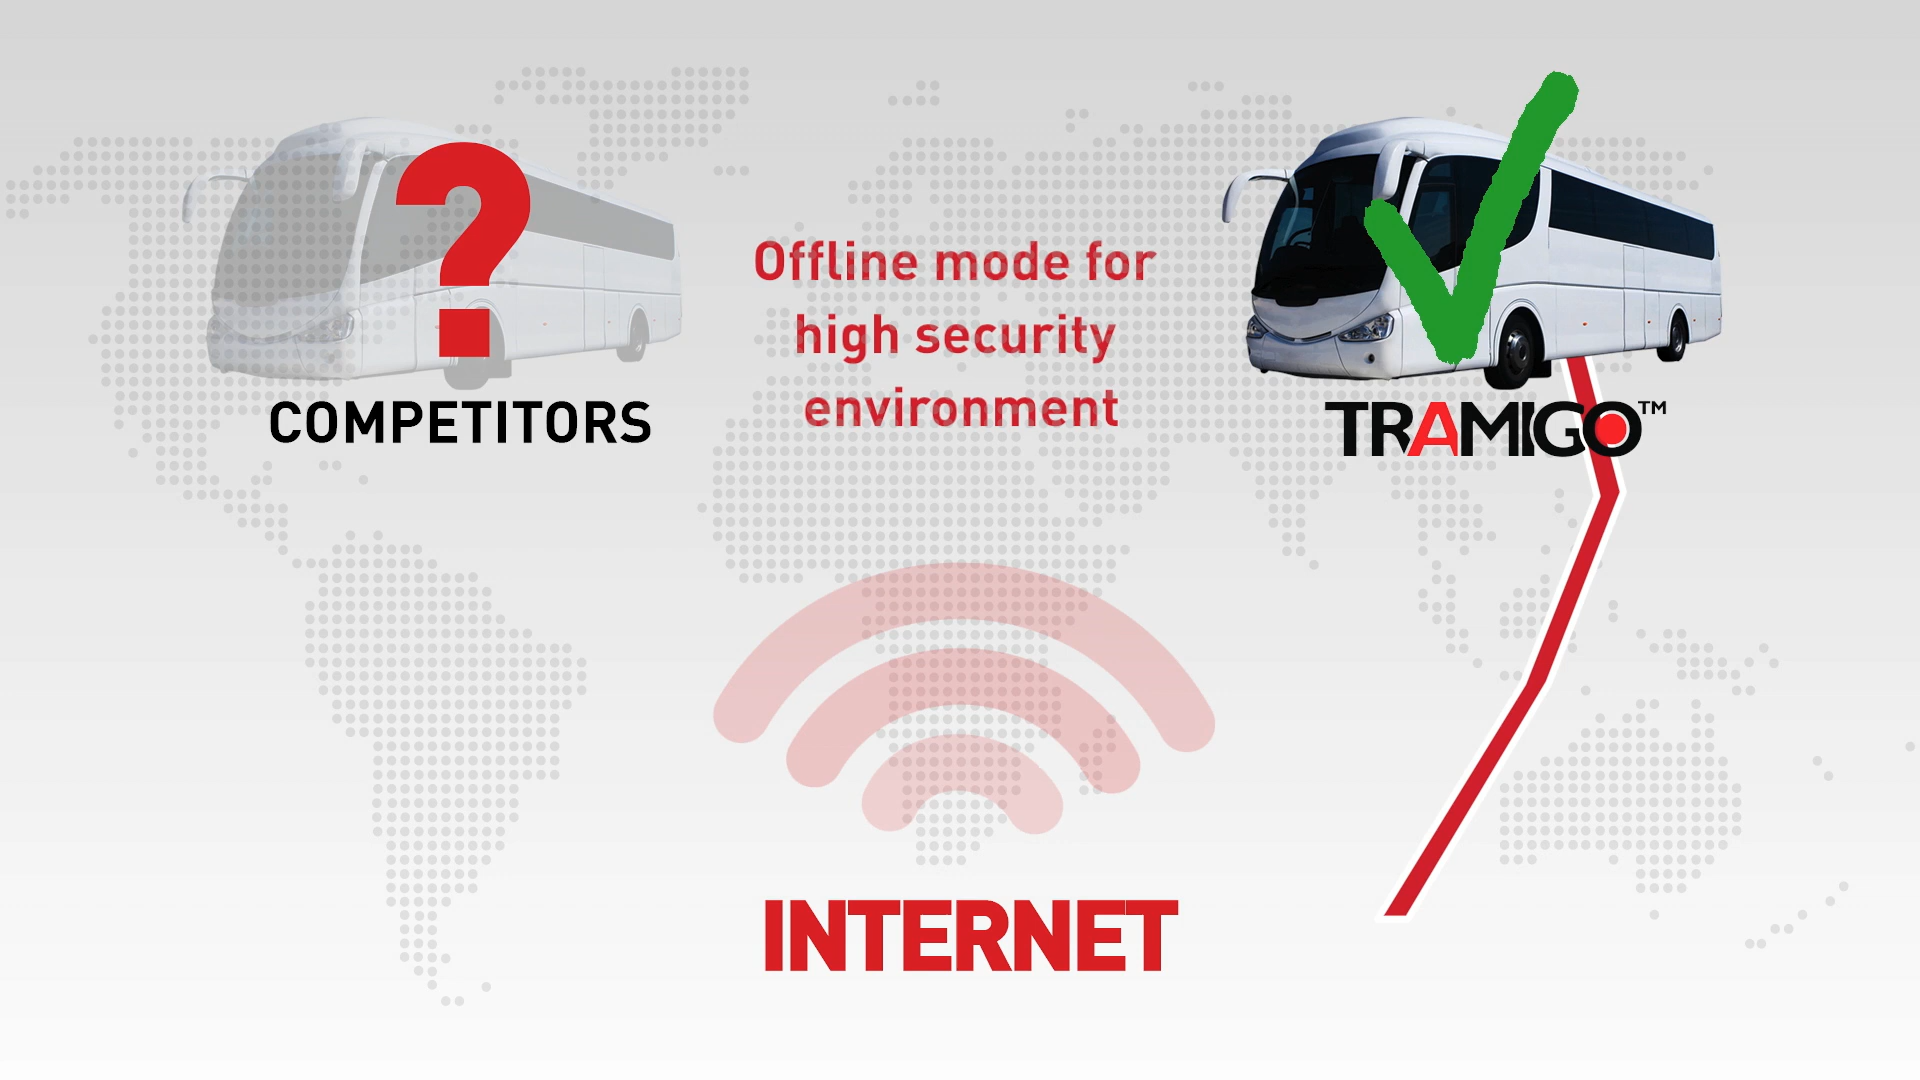 ?
Offline mode for
high security
environment
COMPETITORS
TRAMIGO™
INTERNET